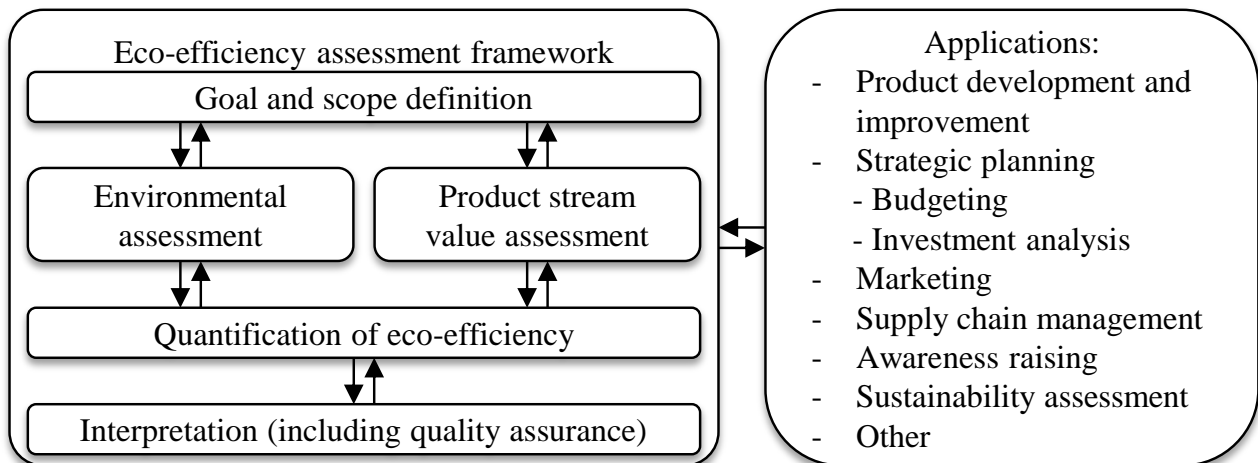 Eco-efficiency assessment framework
Goal and scope definition
Environmental
assessment
Product stream
value assessment
Quantification of eco-efficiency
Interpretation (including quality assurance)
Applications:
- Product development and
improvement
- Strategic planning
- Budgeting
- Investment analysis
- Marketing
- Supply chain management
- Awareness raising
- Sustainability assessment
- Other